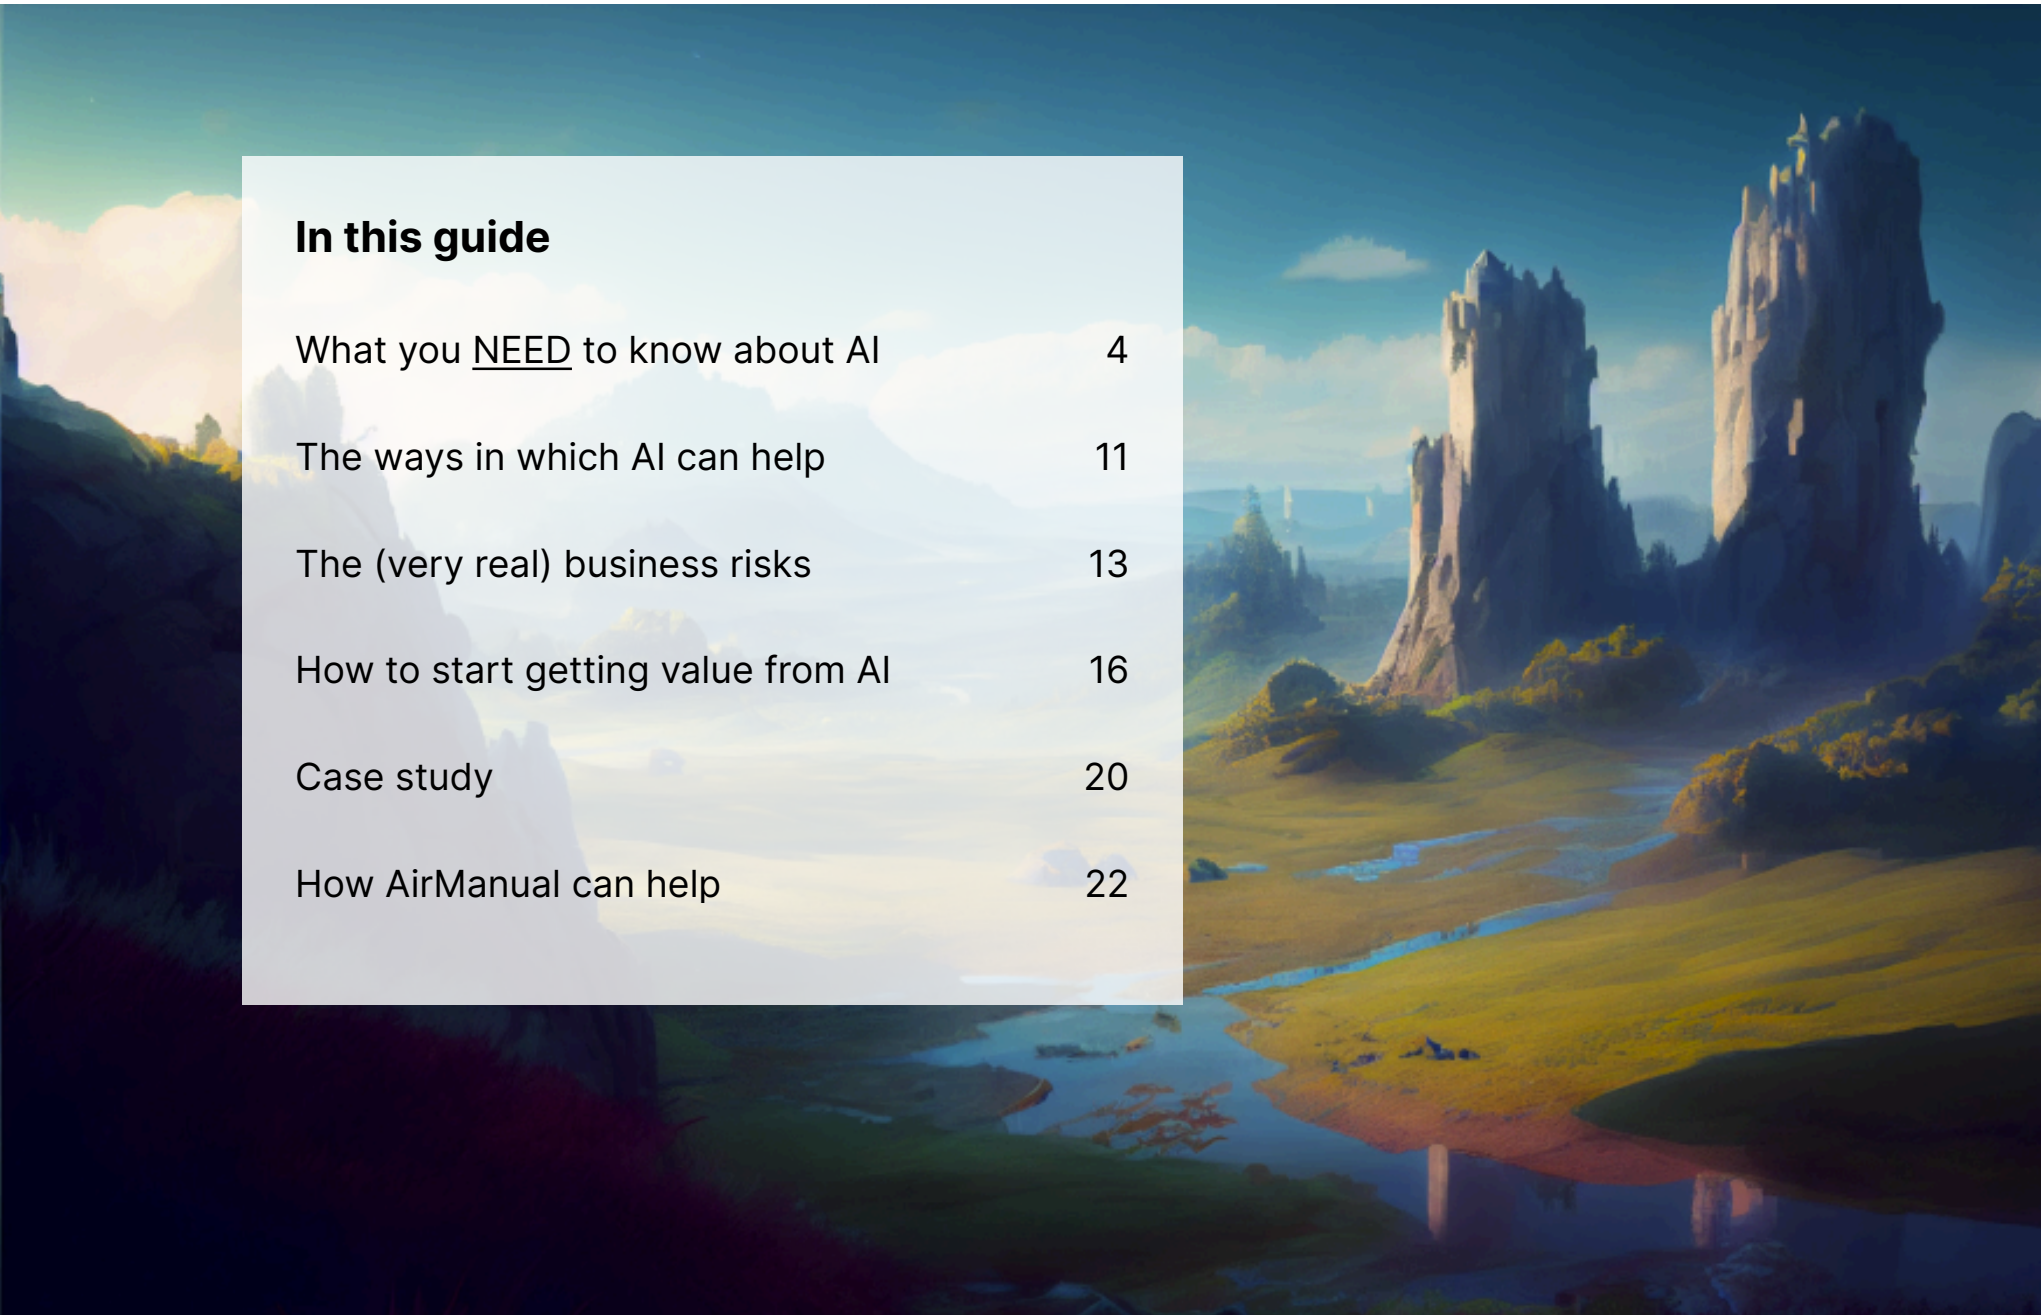 In this guide
What you NEED to know about AI 4
The ways in which AI can help 11
The (very real) business risks 13
How to start getting value from AI 16
Case study 20
How AirManual can help 22